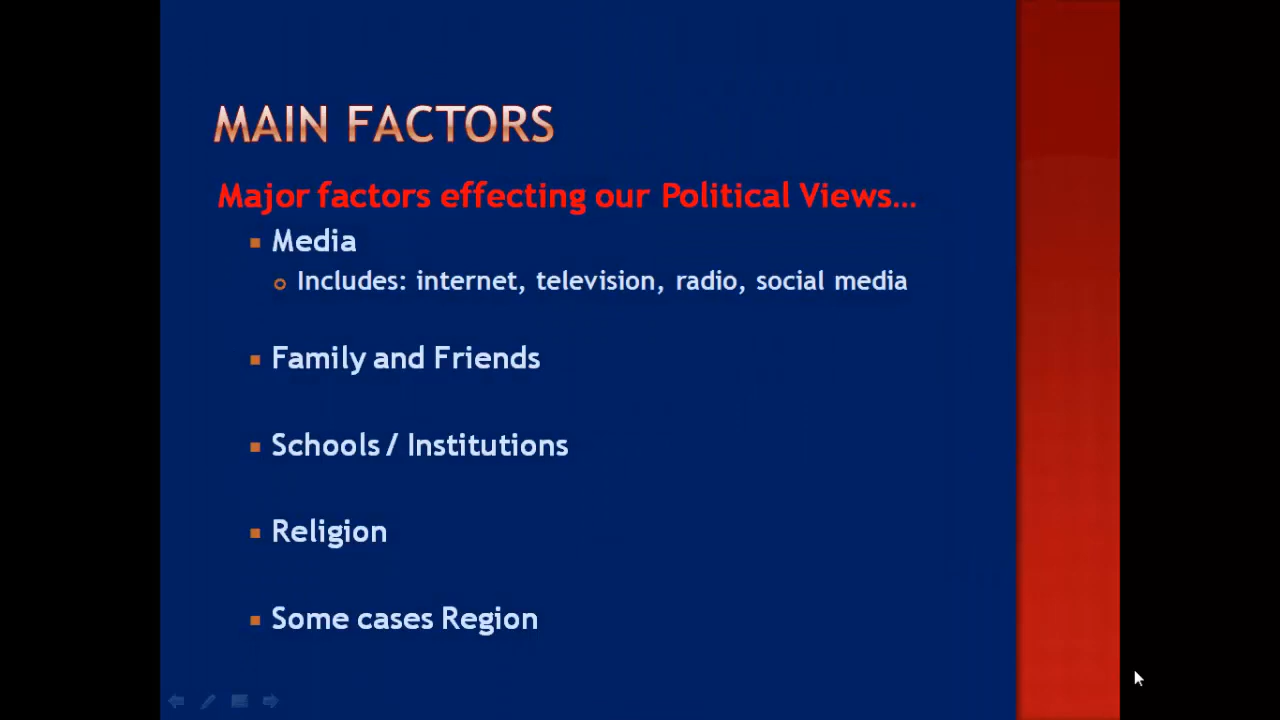 MAIN FACTORS
Major factors effecting our Political Views...
Media
Includes: internet, television, radio, social media
Family and Friends
Schools / Institutions
Religion
Some cases Region